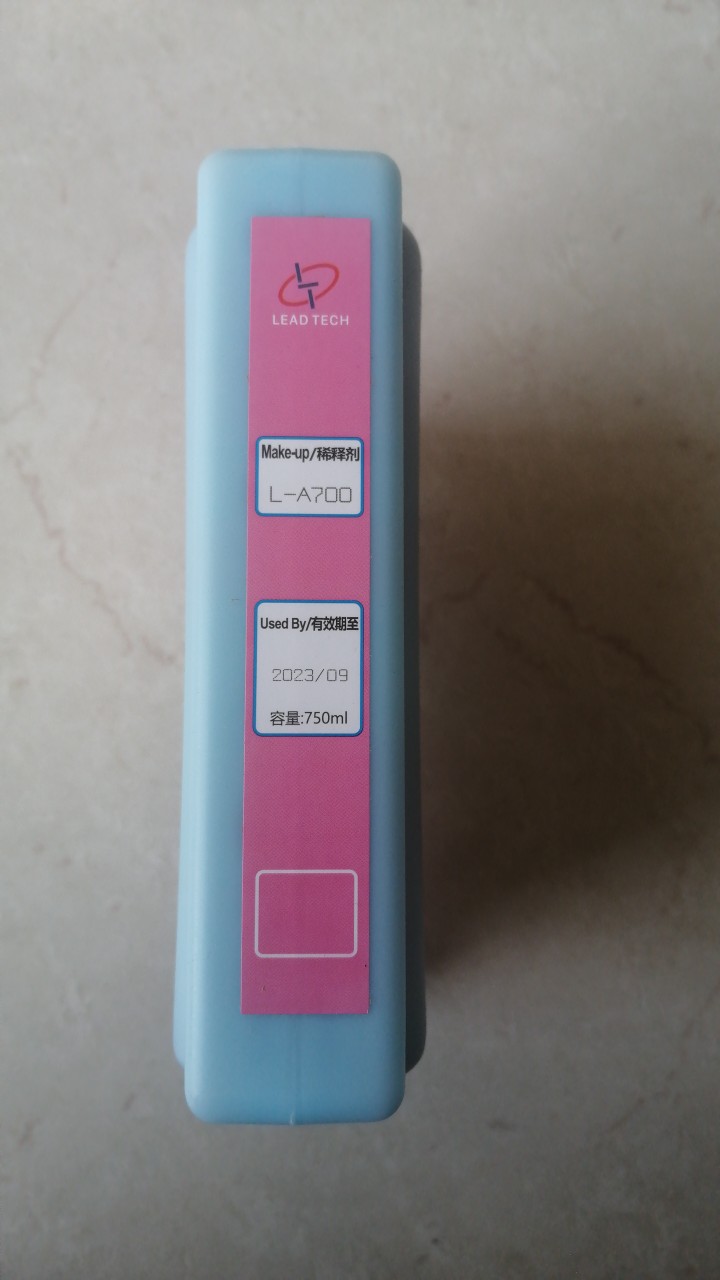 LEAD TECH
Make-up/稀释剂
L-A700
Used By/有效期至
2023/09
容量:750ml